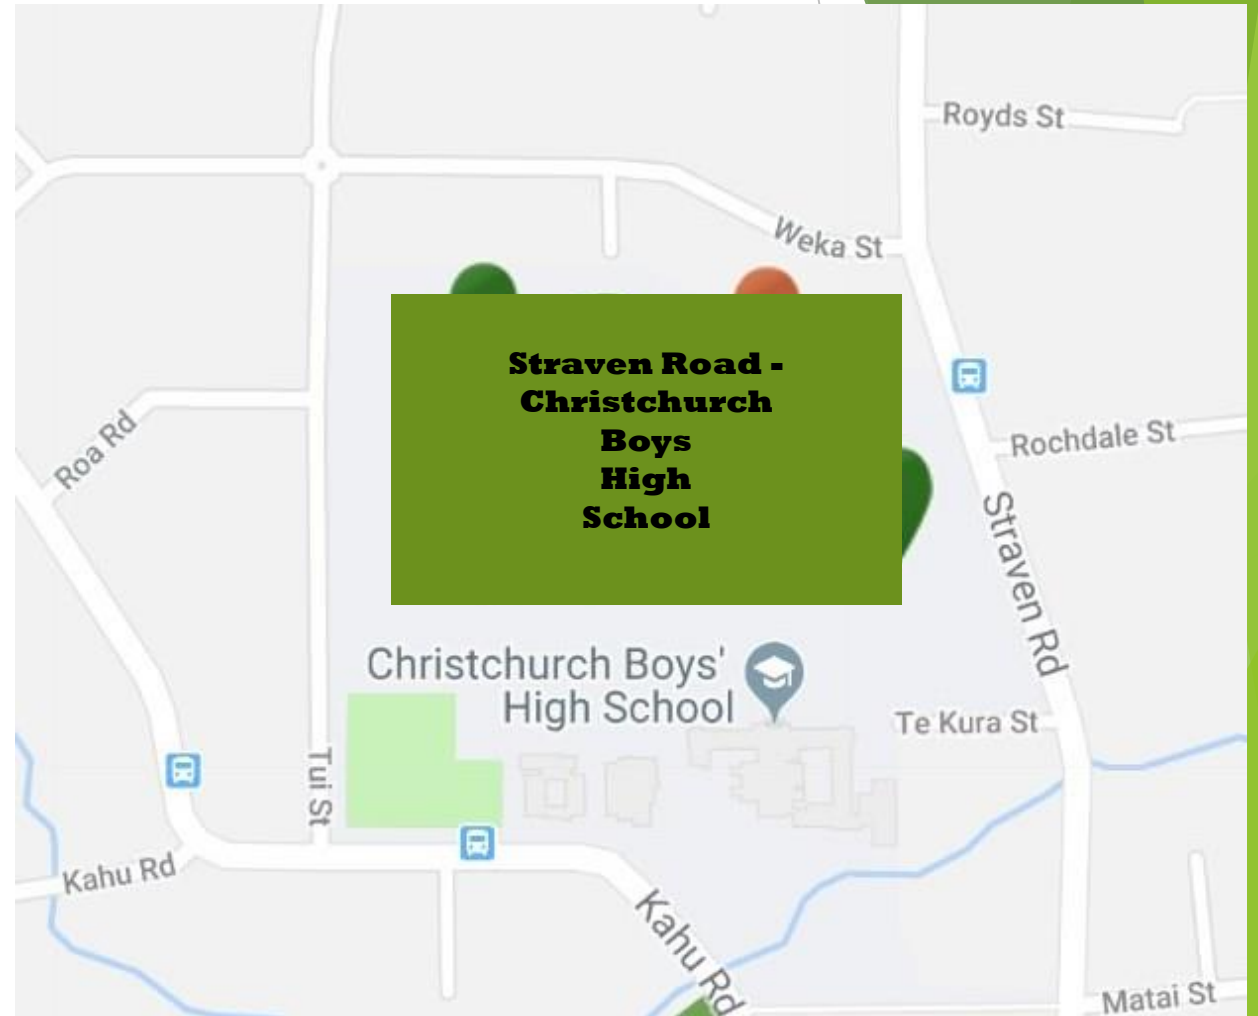 Royds St
Weka St
Straven Road -
Christchurch
Boys
High
School
Roa Rd
Rochdale St
Straven Rd
Christchurch Boys'
High School
Te Kura St
Tui St
Kahu Rd
Kahu Rd
Matai St